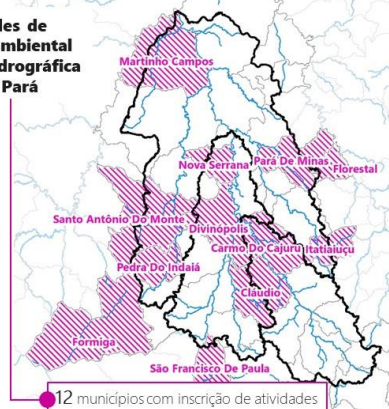 des de
mbiental
drográfica
Pará
Martinho Campos
Nova Serrana
Pará De Minas
Florestal
Santo Antônio Do Monte
Divinópolis
Carmo Do Cajuru
Itatiaiuçu
Pedra Do Indaiá
Cláudio
Formiga
São Francisco De Paula
12 municípios com inscrição de atividades